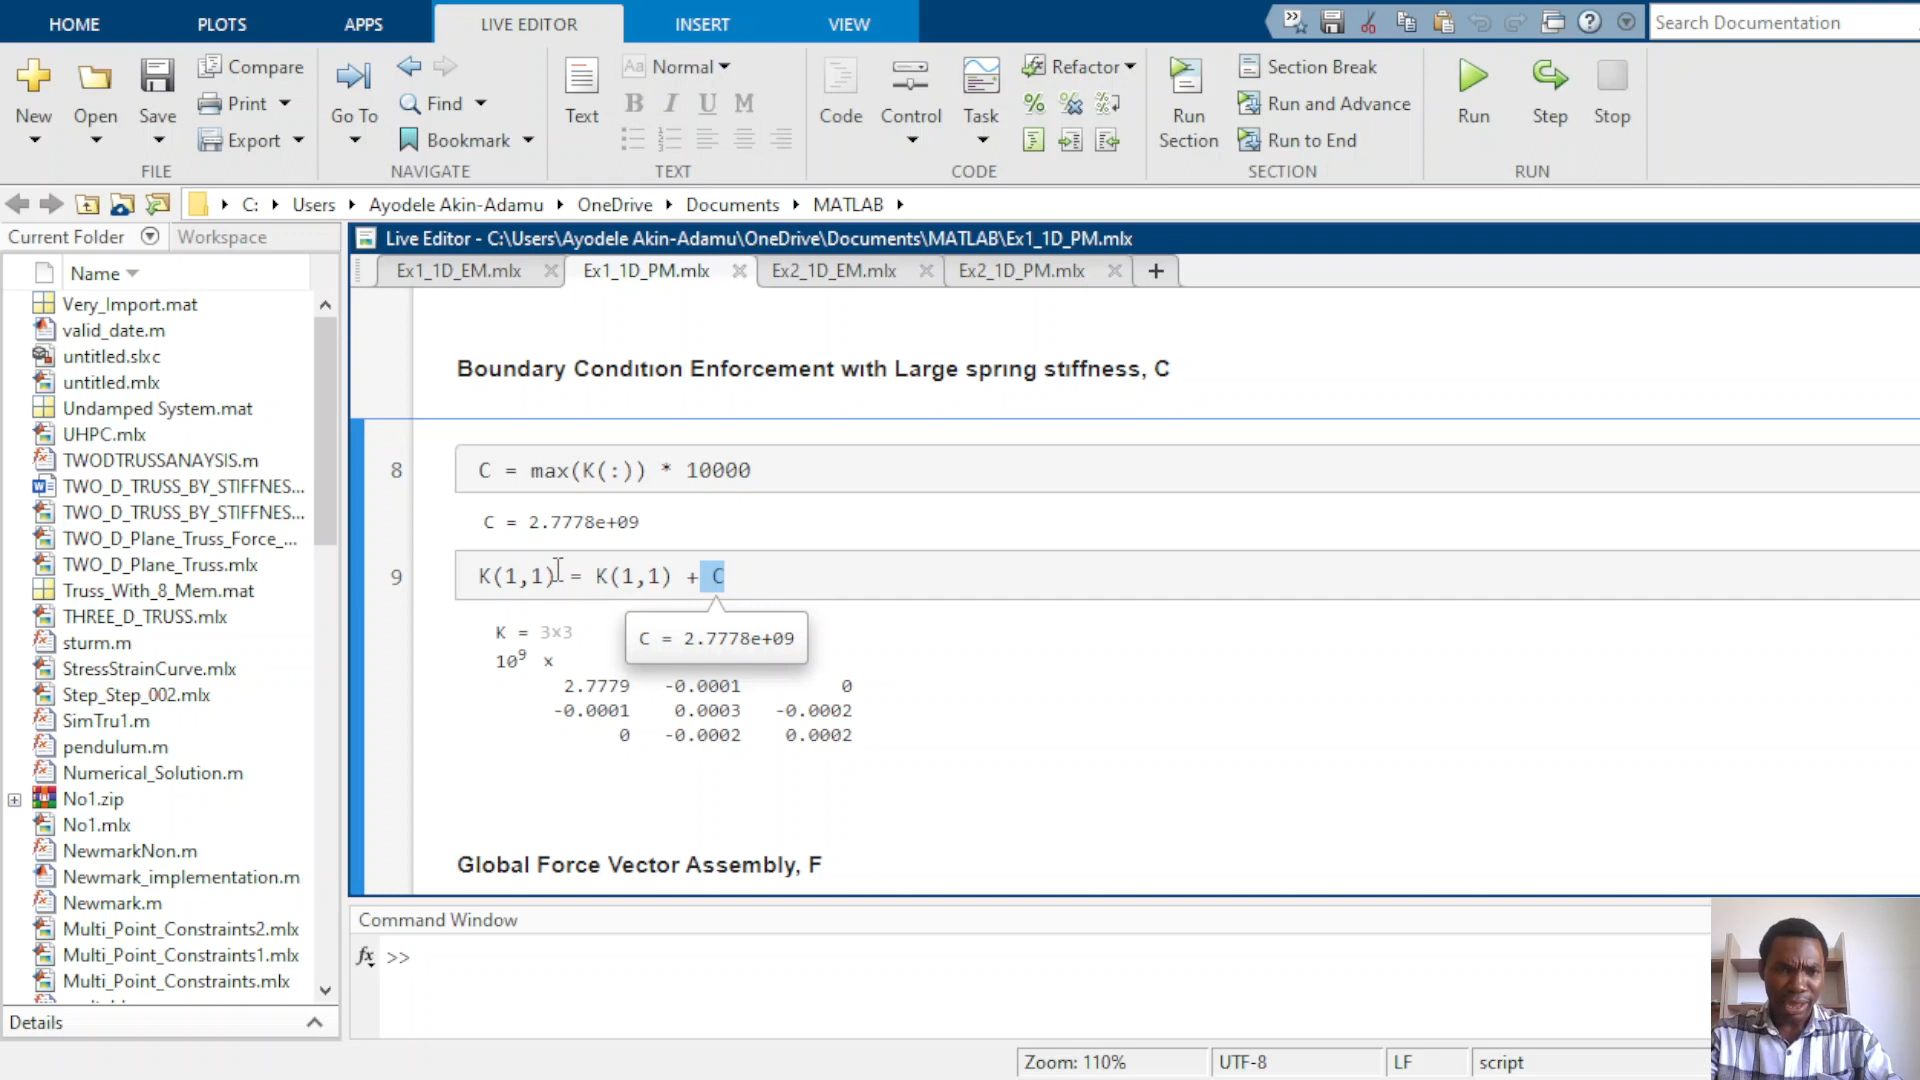 HOME PLOTS APPS LIVE EDITOR INSERT VIEW Search Documentation
New Open Save Compare Print Export
FILE
Go To Find Bookmark
NAVIGATE
Text Aa Normal B I U M
TEXT
Code Control Task Refactor
CODE
Run Section Section Break Run and Advance Run to End
SECTION
Run Step Stop
RUN
C: Users Ayodele Akin-Adamu OneDrive Documents MATLAB
Current Folder Workspace
Name
Very_Import.mat
valid_date.m
untitled.slxc
untitled.mlx
Undamped System.mat
UHPC.mlx
TWODTRUSSANAYSIS.m
TWO_D_TRUSS_BY_STIFFNES...
TWO_D_TRUSS_BY_STIFFNES...
TWO_D_Plane_Truss_Force_...
TWO_D_Plane_Truss.mlx
Truss_With_8_Mem.mat
THREE_D_TRUSS.mlx
sturm.m
StressStrainCurve.mlx
Step_Step_002.mlx
SimTru1.m
pendulum.m
Numerical_Solution.m
No1.zip
No1.mlx
NewmarkNon.m
Newmark_implementation.m
Newmark.m
Multi_Point_Constraints2.mlx
Multi_Point_Constraints1.mlx
Multi_Point_Constraints.mlx
Details
Live Editor - C:\Users\Ayodele Akin-Adamu\OneDrive\Documents\MATLAB\Ex1_1D_PM.mlx
Ex1_1D_EM.mlx Ex1_1D_PM.mlx Ex2_1D_EM.mlx Ex2_1D_PM.mlx +
Boundary Condition Enforcement with Large spring stiffness, C
8 C = max(K(:)) * 10000
C = 2.7778e+09
9 K(1,1) = K(1,1) + C
C = 2.7778e+09
K = 3x3
10⁹ x
2.7779 -0.0001 0
-0.0001 0.0003 -0.0002
0 -0.0002 0.0002
Global Force Vector Assembly, F
Command Window
fx >>
Zoom: 110% UTF-8 LF script